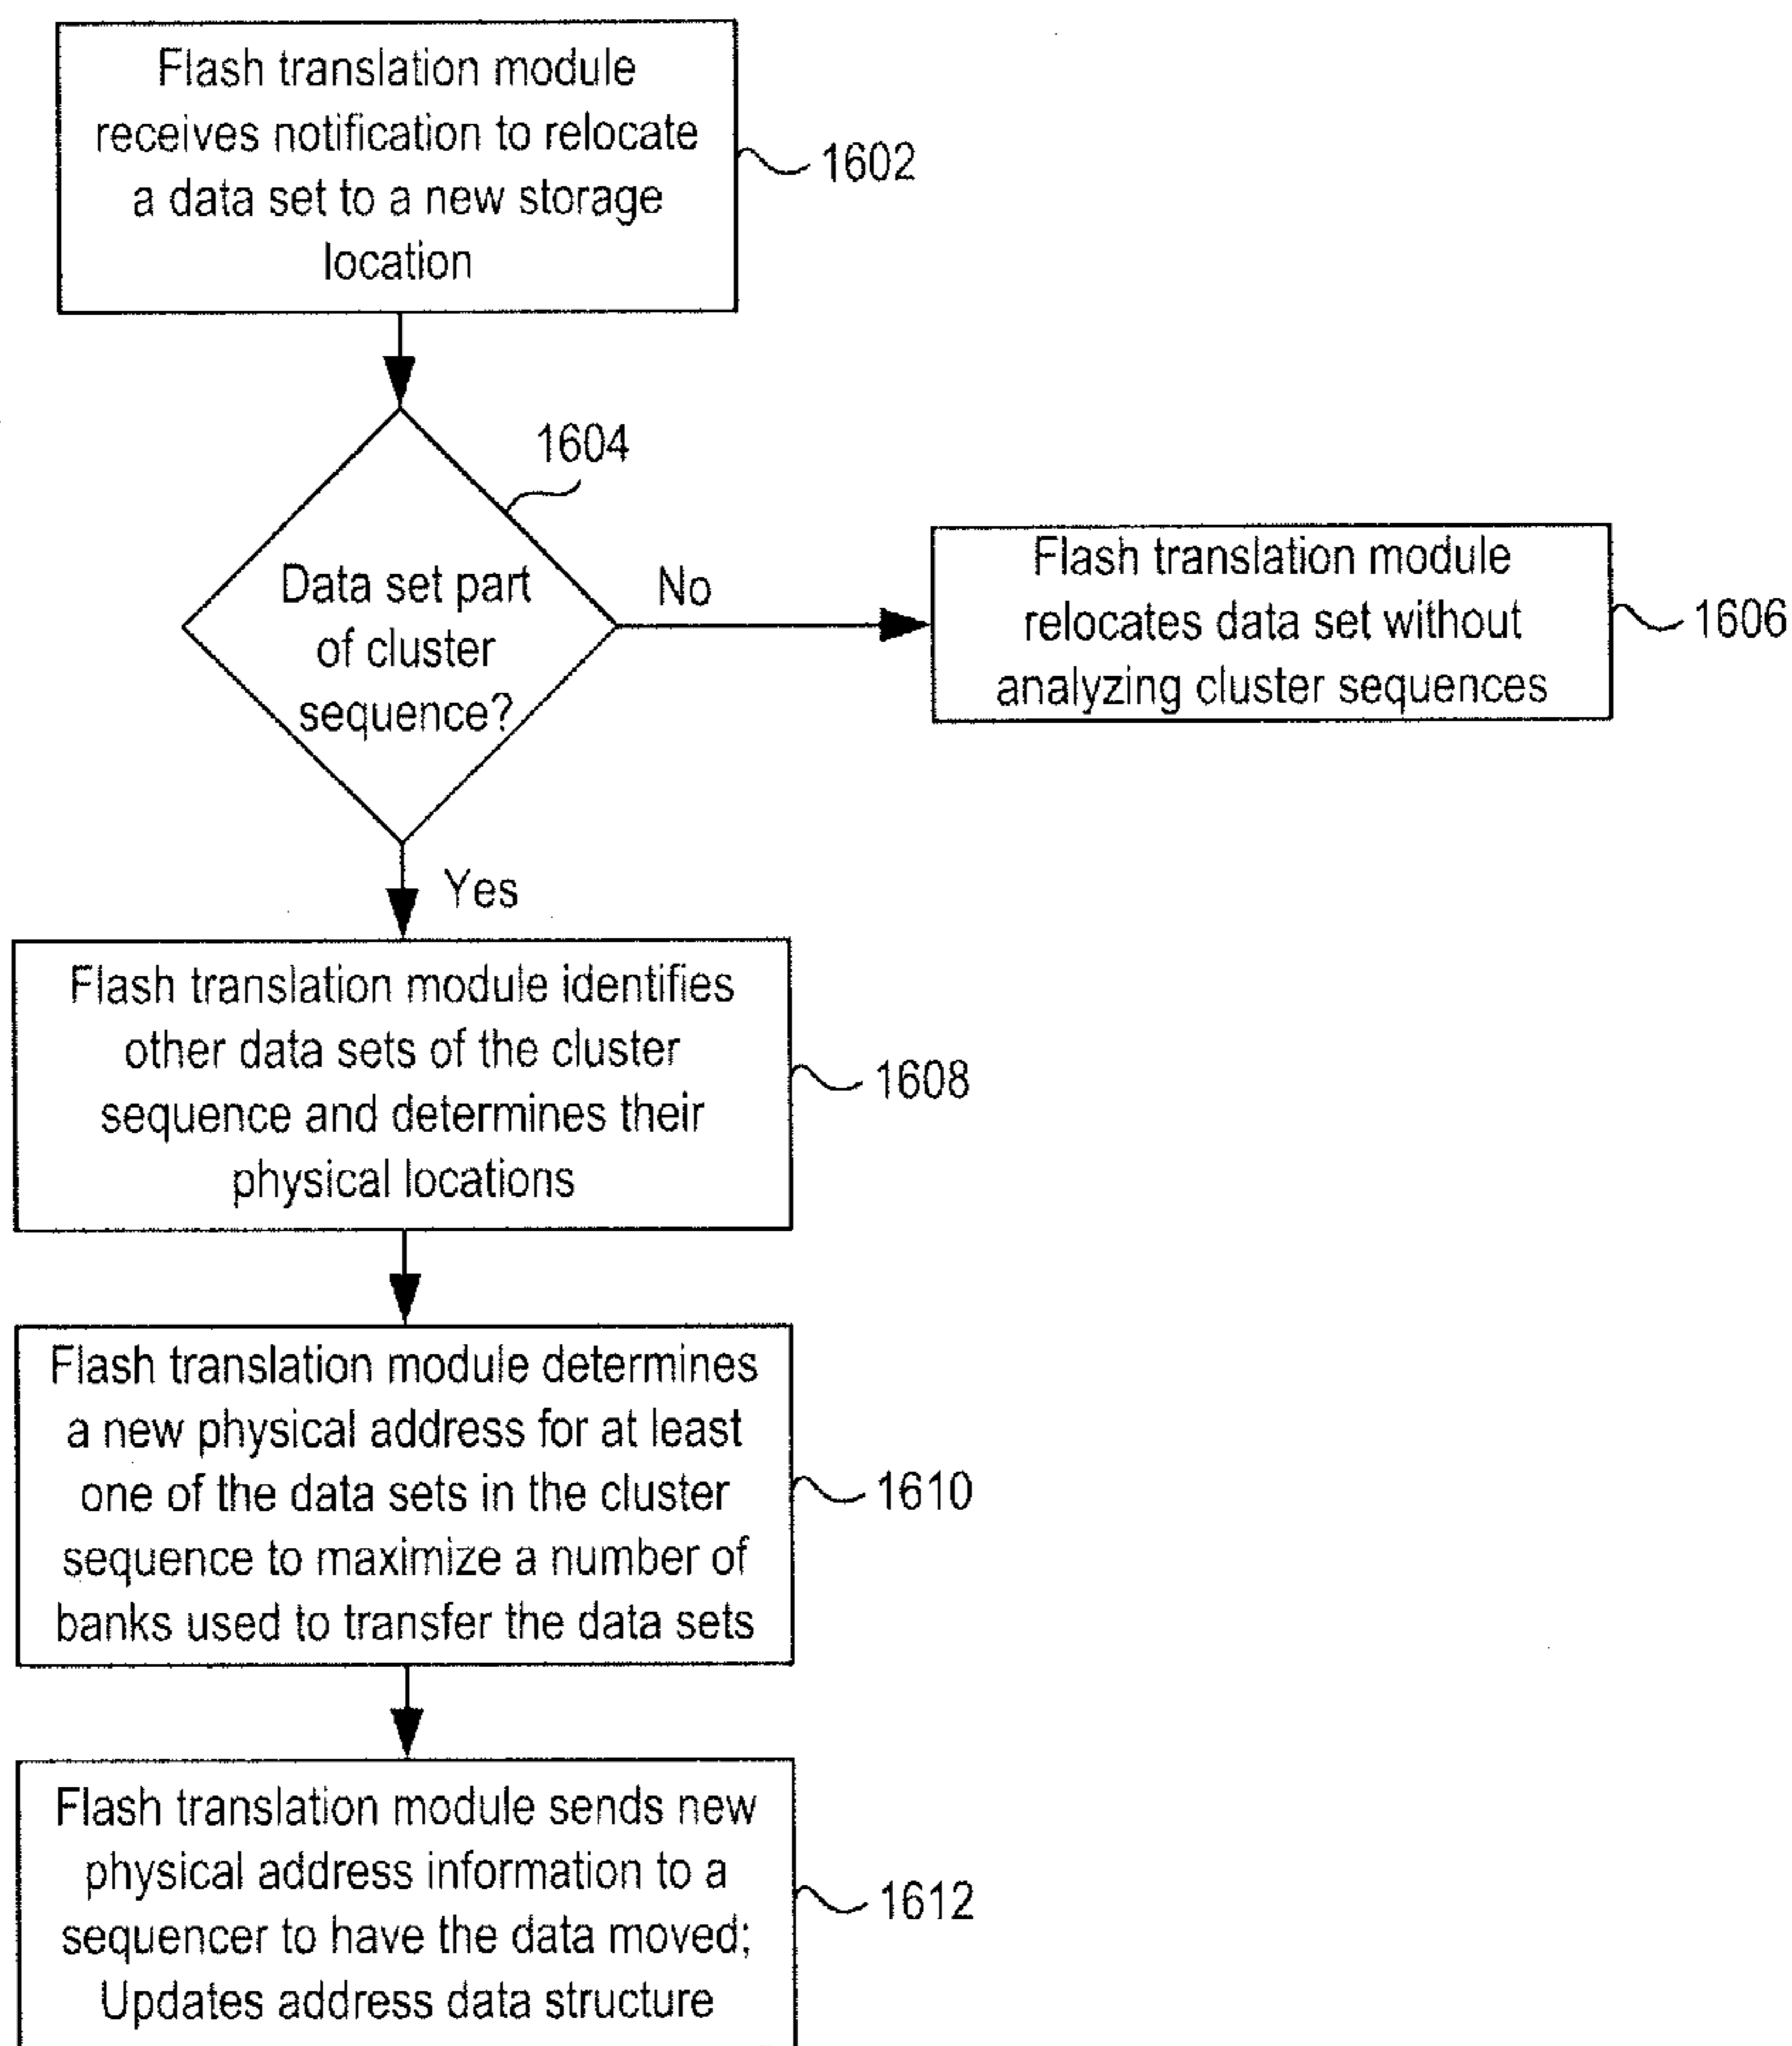 Flash translation module
receives notification to relocate
a data set to a new storage
location
1602
1604
Data set part
of cluster
sequence?
No
Flash translation module
relocates data set without
analyzing cluster sequences
1606
Yes
Flash translation module identifies
other data sets of the cluster
sequence and determines their
physical locations
1608
Flash translation module determines
a new physical address for at least
one of the data sets in the cluster
sequence to maximize a number of
banks used to transfer the data sets
1610
Flash translation module sends new
physical address information to a
sequencer to have the data moved;
Updates address data structure
1612